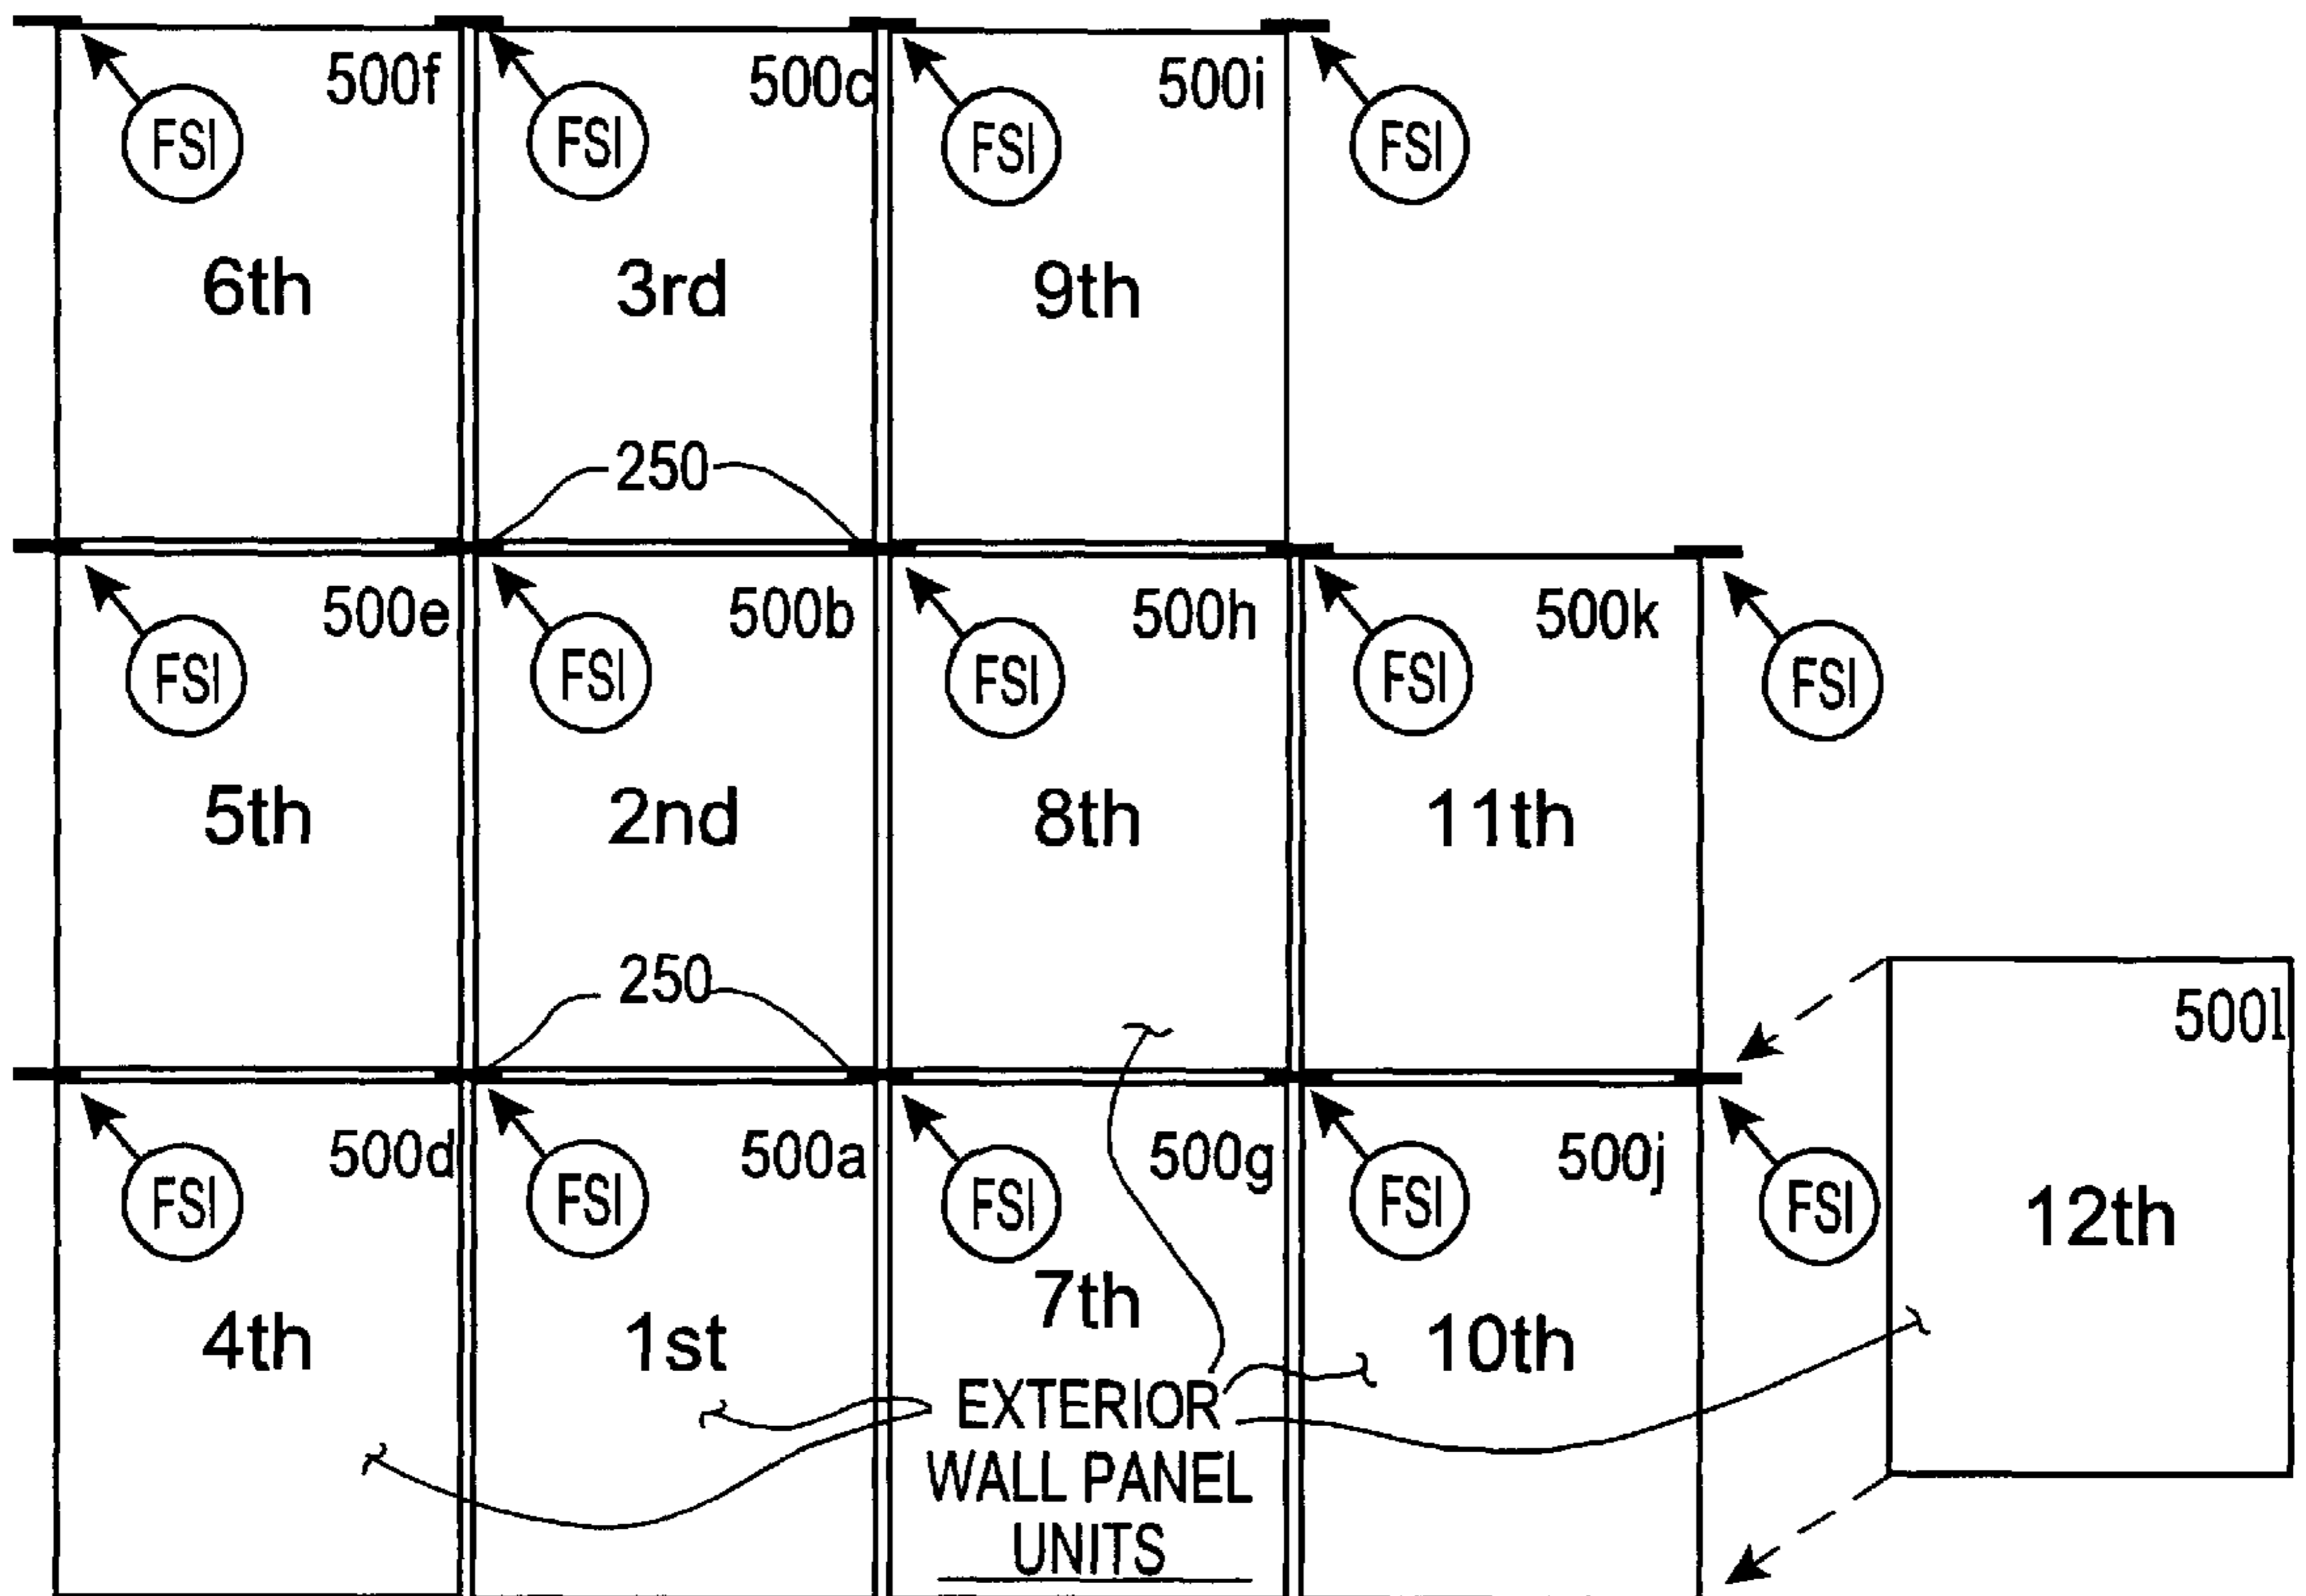 500f
500c
500i
FSI
FSI
FSI
FSI
6th
3rd
9th
250
500e
500b
500h
500k
FSI
FSI
FSI
FSI
FSI
5th
2nd
8th
11th
250
500l
500d
500a
500g
500j
FSI
FSI
FSI
FSI
FSI
12th
4th
1st
7th
10th
EXTERIOR
WALL PANEL
UNITS